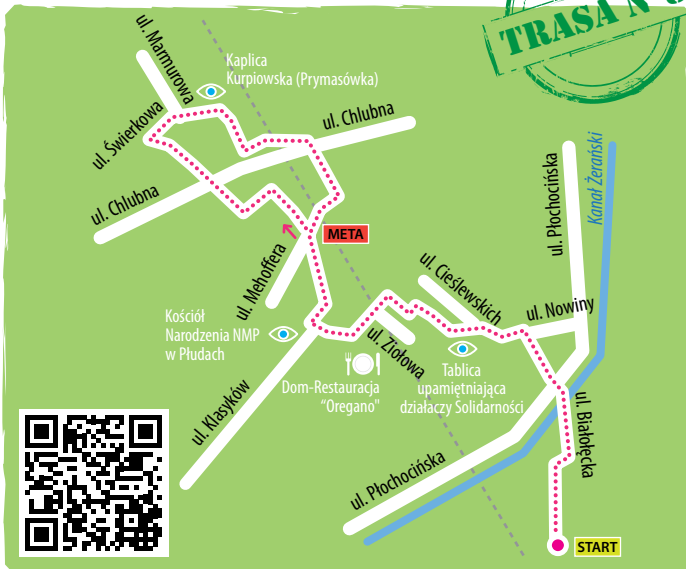 TRASA N
ul. Marmurowa
Kaplica
Kurpiowska (Prymasówka)
ul. Świerkowa
ul. Chlubna
ul. Chlubna
ul. Płochocińska
Kanał Żerański
META
ul. Mehoffera
ul. Cieślewskich
ul. Nowiny
Kościół
Narodzenia NMP
w Płudach
ul. Ziołowa
Dom-Restauracja
“Oregano"
Tablica
upamiętniająca
działaczy Solidarności
ul. Klasyków
ul. Białołęcka
ul. Płochocińska
START